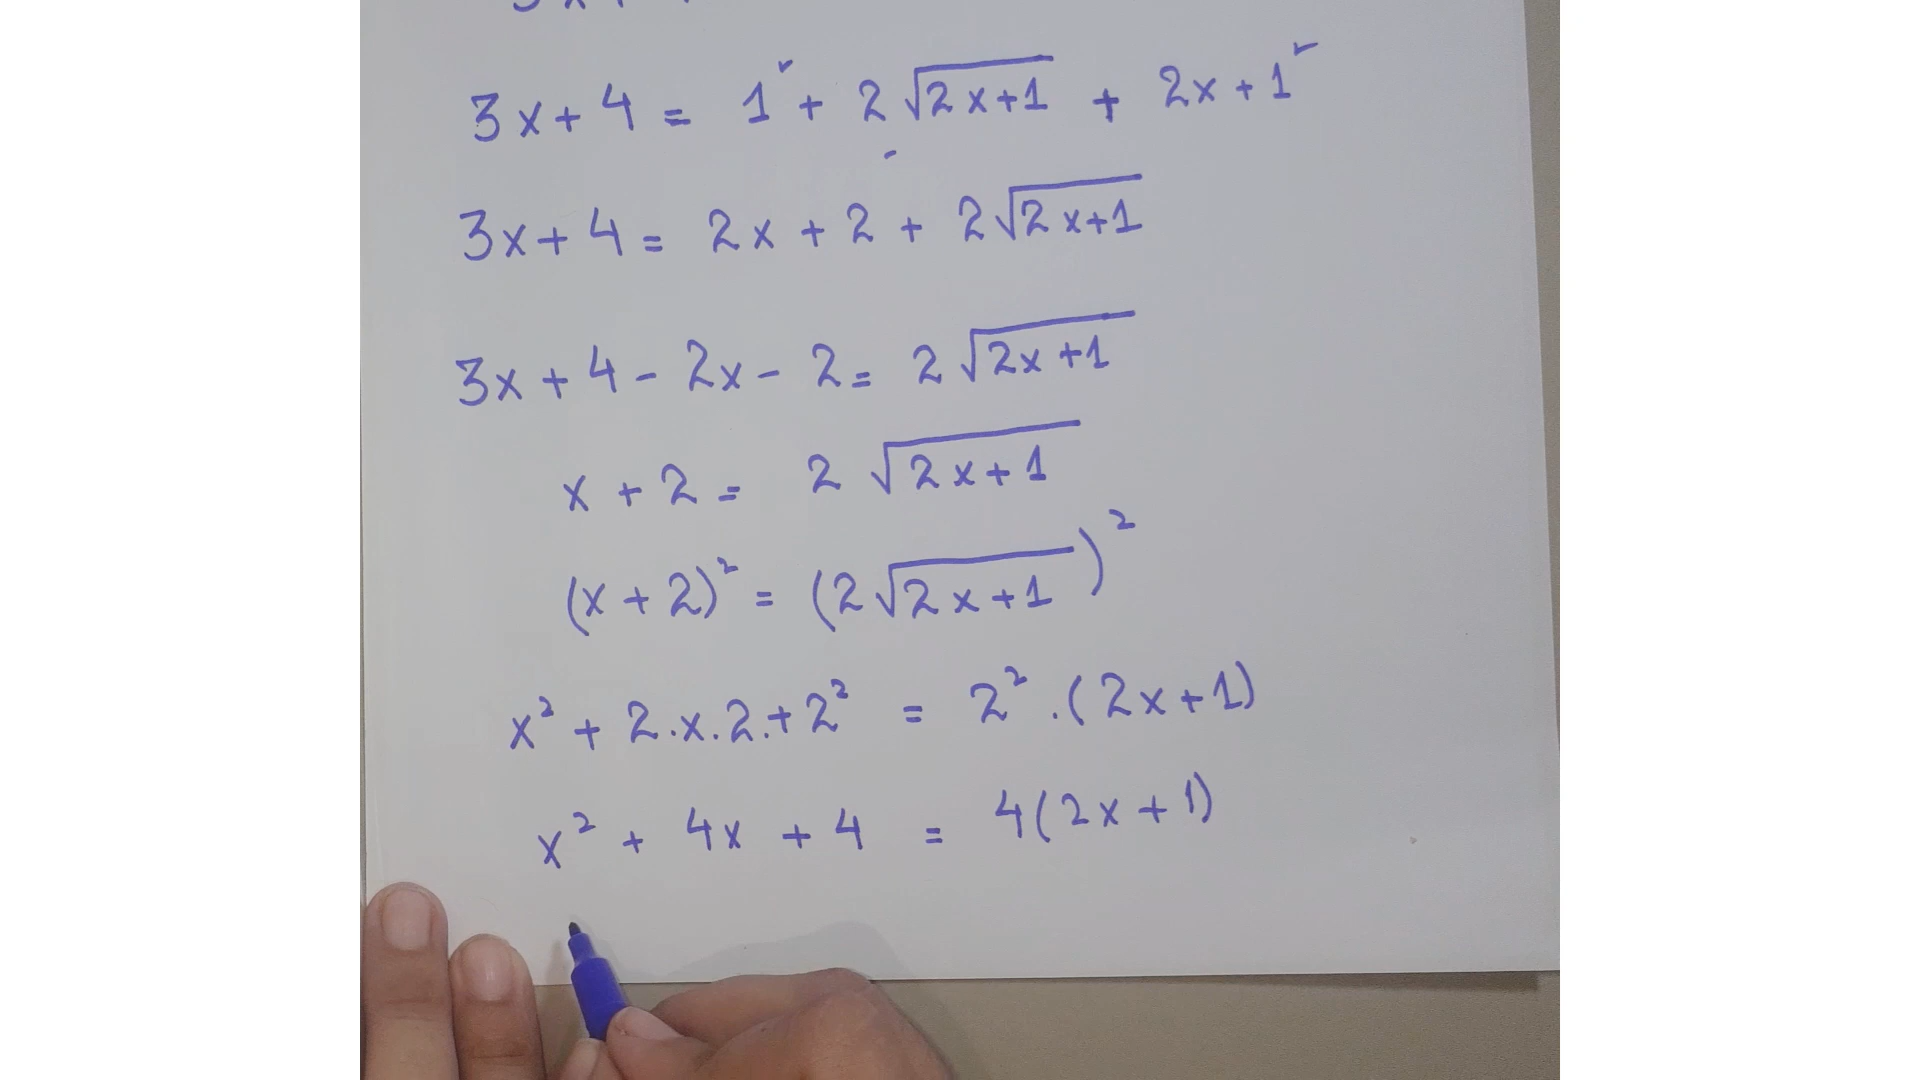 3x + 4 = 1 + 2√(2x+1) + 2x + 1
3x + 4 = 2x + 2 + 2√(2x+1)
3x + 4 - 2x - 2 = 2√(2x+1)
x + 2 = 2√(2x+1)
(x + 2)² = (2√(2x+1))²
x² + 2.x.2.+ 2² = 2².(2x+1)
x² + 4x + 4 = 4(2x+1)